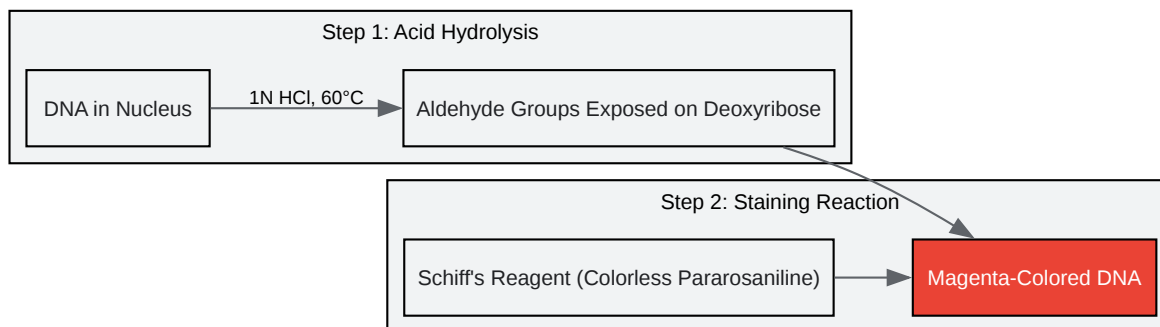 Step 1: Acid Hydrolysis
DNA in Nucleus
1N HCl, 60°C
Aldehyde Groups Exposed on Deoxyribose
Step 2: Staining Reaction
Schiff's Reagent (Colorless Pararosaniline)
Magenta-Colored DNA